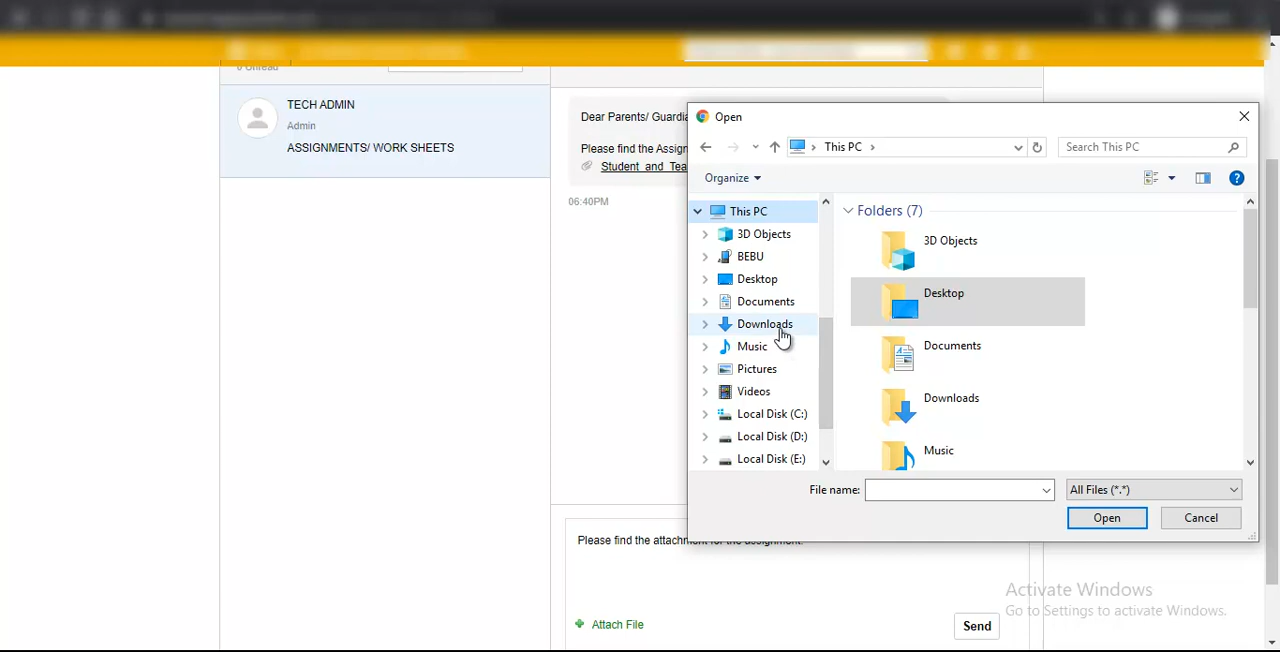 0 Unread
TECH ADMIN
Admin
ASSIGNMENTS/ WORK SHEETS
Dear Parents/ Guardia
Please find the Assign
Student_and_Tea
06:40PM
Open
This PC
Search This PC
Organize
This PC
3D Objects
BEBU
Desktop
Documents
Downloads
Music
Pictures
Videos
Local Disk (C:)
Local Disk (D:)
Local Disk (E:)
Folders (7)
3D Objects
Desktop
Documents
Downloads
Music
File name:
All Files (*.*)
Open
Cancel
Please find the attachment for the assignment.
Attach File
Send
Activate Windows
Go to Settings to activate Windows.